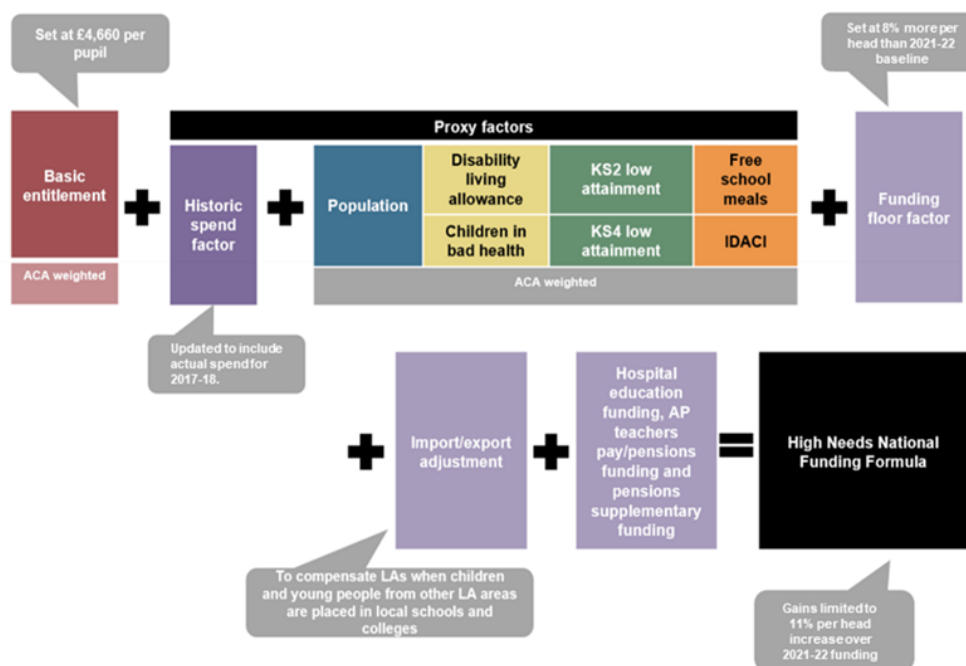 Set at £4,660 per
pupil
Set at 8% more per
head than 2021-22
baseline
Proxy factors
Basic
entitlement
ACA weighted
Historic
spend
factor
Population
Disability
living
allowance
Children in
bad health
KS2 low
attainment
KS4 low
attainment
Free
school
meals
IDACI
ACA weighted
Funding
floor factor
Updated to include
actual spend for
2017-18.
Import/export
adjustment
Hospital
education
funding, AP
teachers
pay/pensions
funding and
pensions
supplementary
funding
High Needs National
Funding Formula
To compensate LAs when children
and young people from other LA areas
are placed in local schools and
colleges
Gains limited to
11% per head
increase over
2021-22 funding